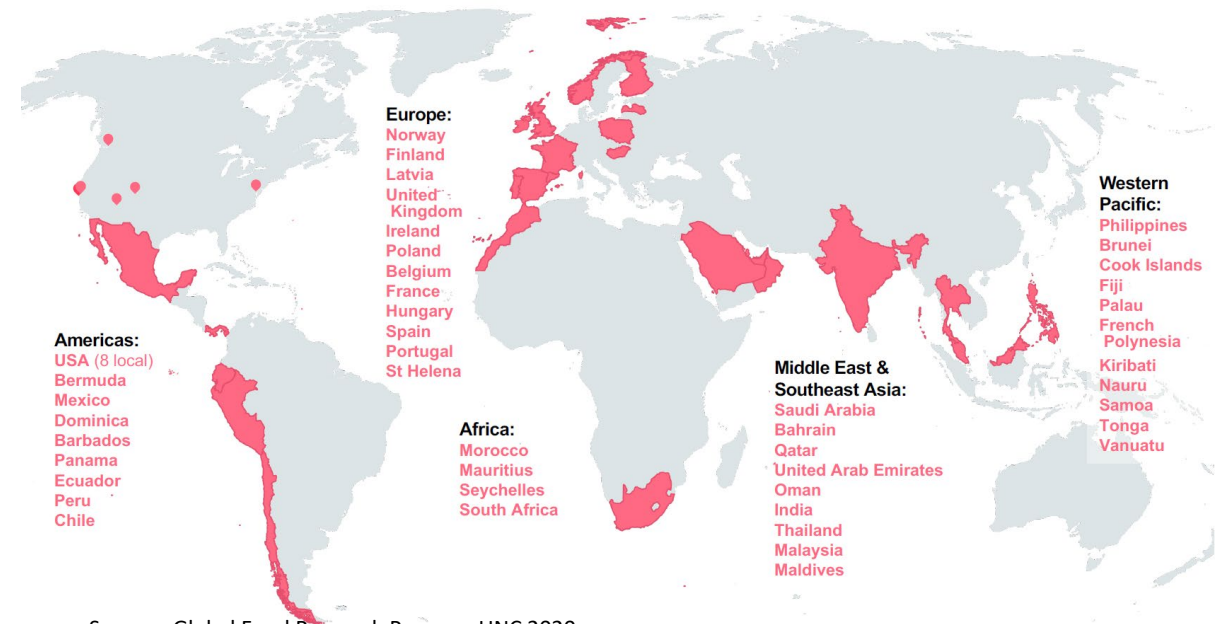 Europe:
Norway
Finland
Latvia
United
Kingdom
Ireland
Poland
Belgium
France
Hungary
Spain
Portugal
St Helena
Americas:
USA (8 local)
Bermuda
Mexico
Dominica
Barbados
Panama
Ecuador
Peru
Chile
Africa:
Morocco
Mauritius
Seychelles
South Africa
Middle East &
Southeast Asia:
Saudi Arabia
Bahrain
Qatar
United Arab Emirates
Oman
India
Thailand
Malaysia
Maldives
Western
Pacific:
Philippines
Brunei
Cook Islands
Fiji
Palau
French
Polynesia
Kiribati
Nauru
Samoa
Tonga
Vanuatu